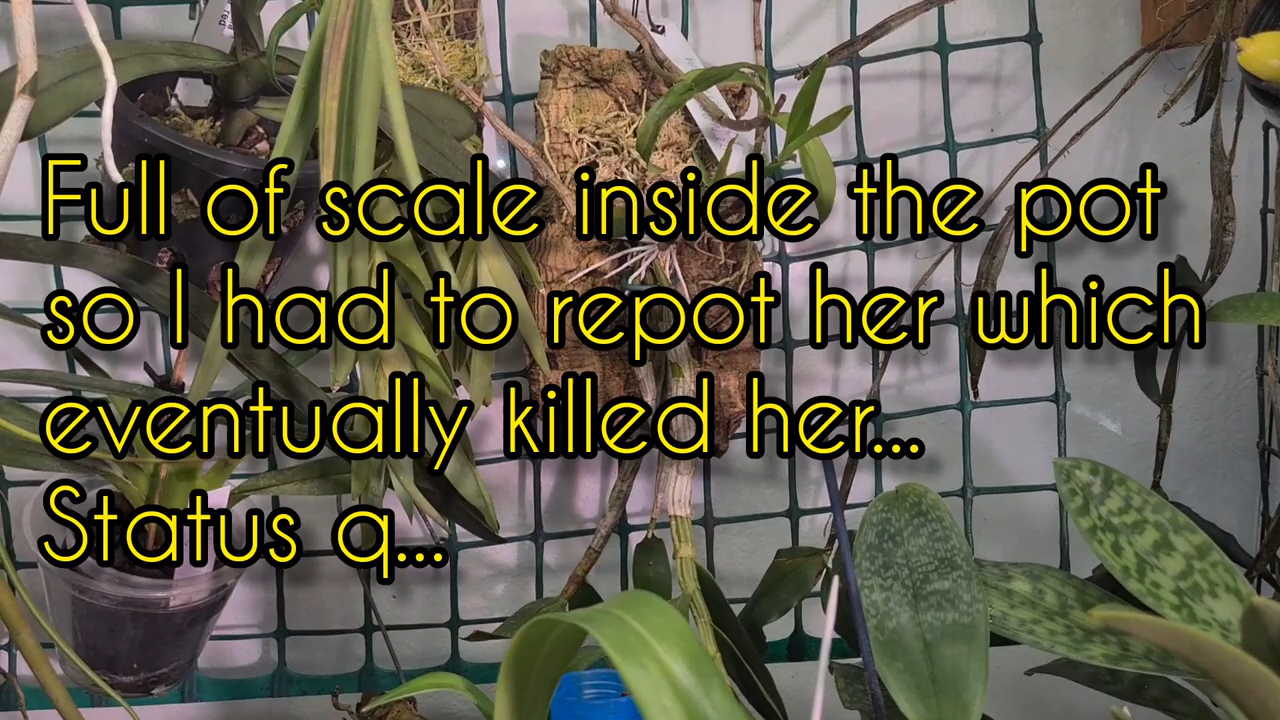 Full of scale inside the pot
so I had to repot her which
eventually killed her...
Status q...